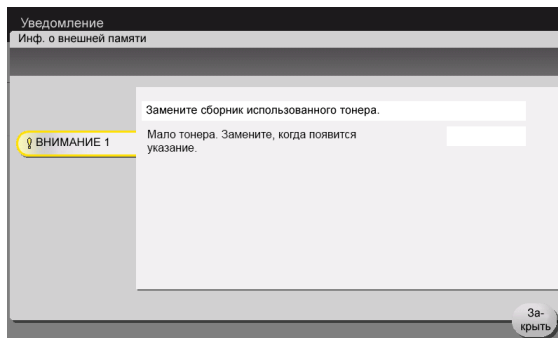 Уведомление
Инф. о внешней памяти
Замените сборник использованного тонера.
ВНИМАНИЕ 1
Мало тонера. Замените, когда появится
указание.
За-
крыть